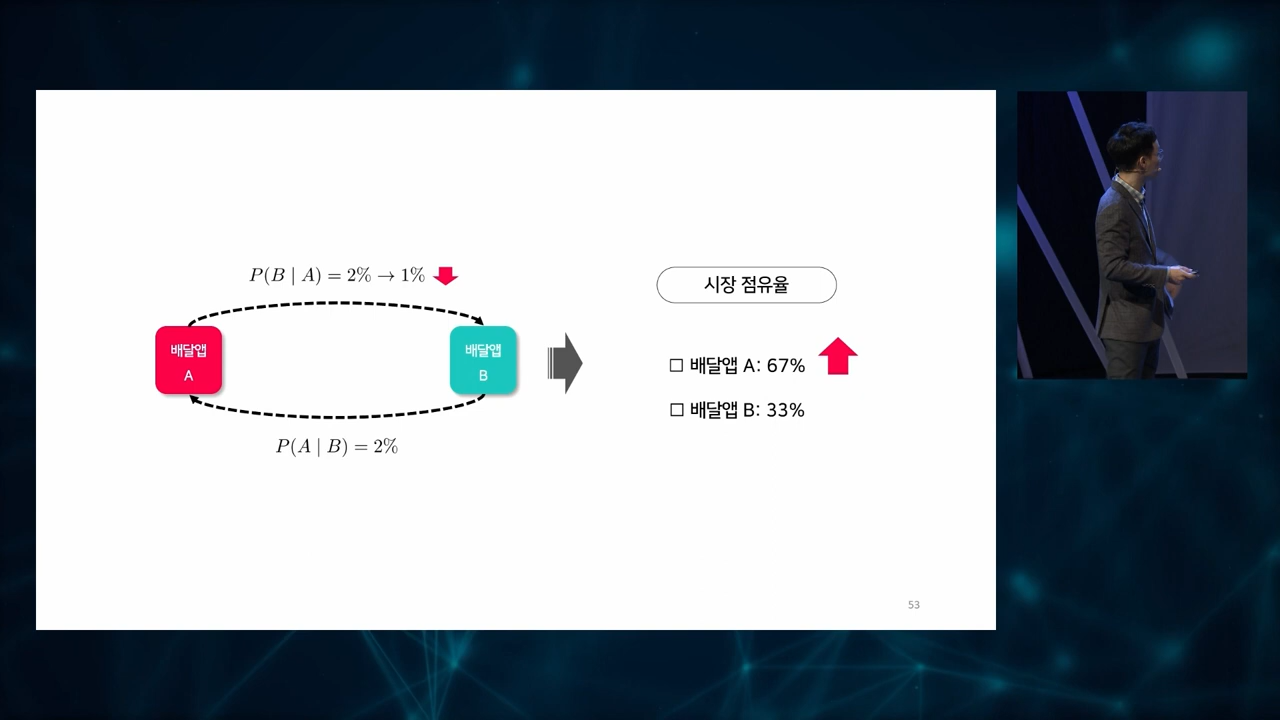 P(B | A) = 2% → 1%
배달앱
A
배달앱
B
P(A | B) = 2%
시장 점유율
□ 배달앱 A: 67%
□ 배달앱 B: 33%
53